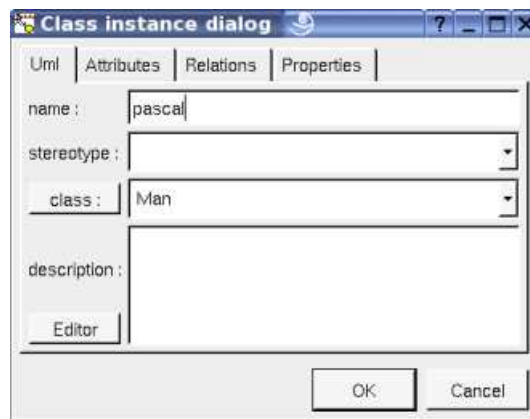 Class instance dialog
Uml Attributes Relations Properties
name : pascal
stereotype :
class : Man
description :
Editor
OK Cancel